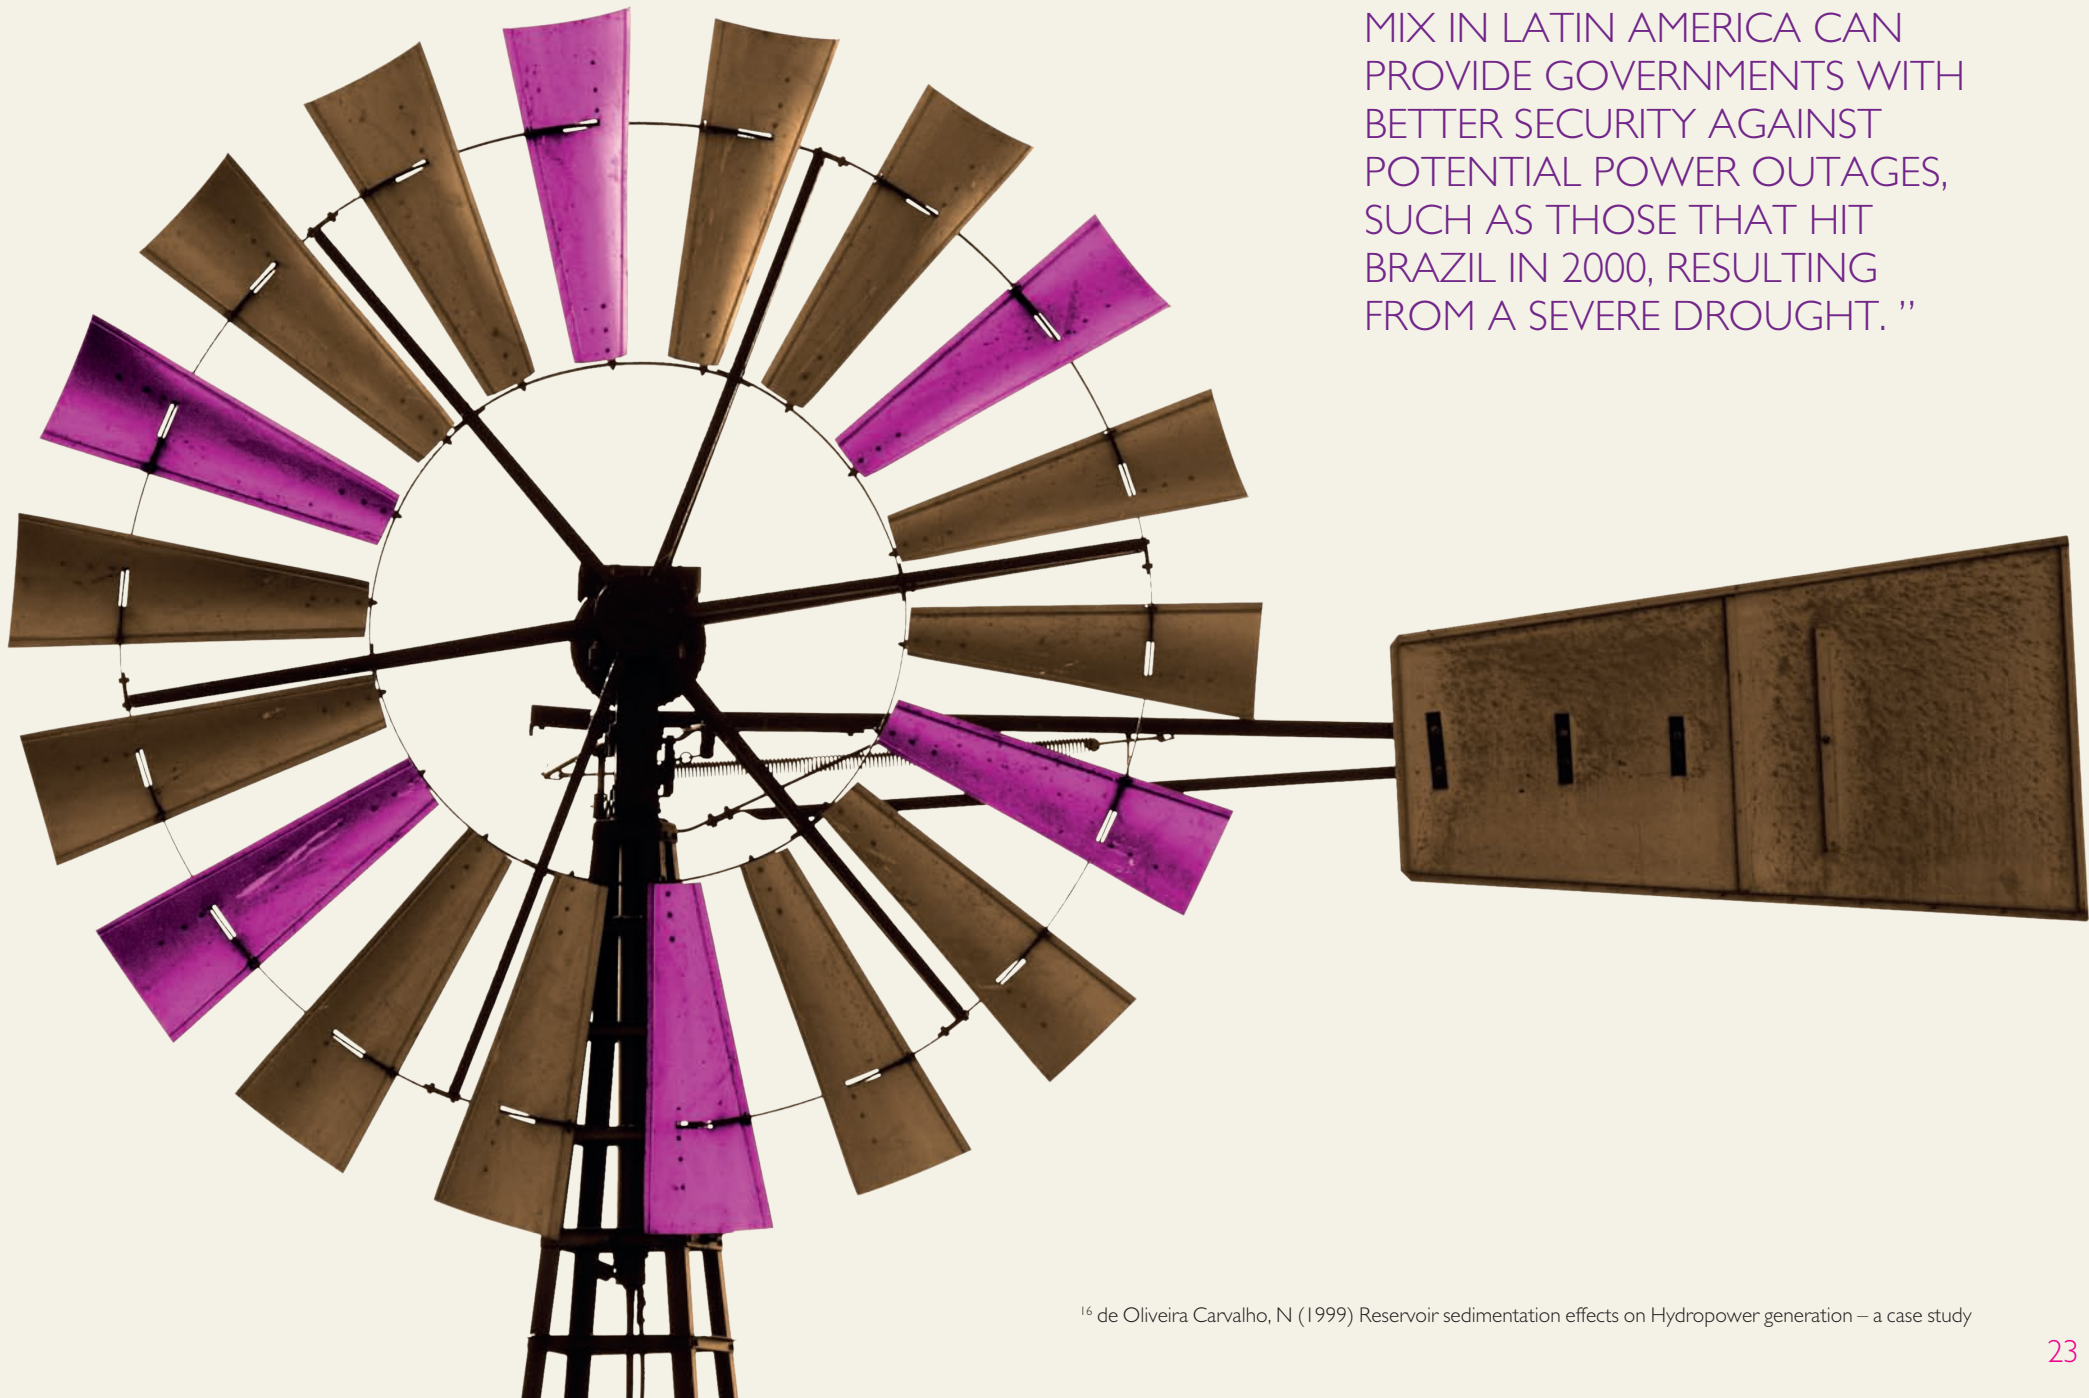 MIX IN LATIN AMERICA CAN
PROVIDE GOVERNMENTS WITH
BETTER SECURITY AGAINST
POTENTIAL POWER OUTAGES,
SUCH AS THOSE THAT HIT
BRAZIL IN 2000, RESULTING
FROM A SEVERE DROUGHT. ”
16 de Oliveira Carvalho, N (1999) Reservoir sedimentation effects on Hydropower generation – a case study
23